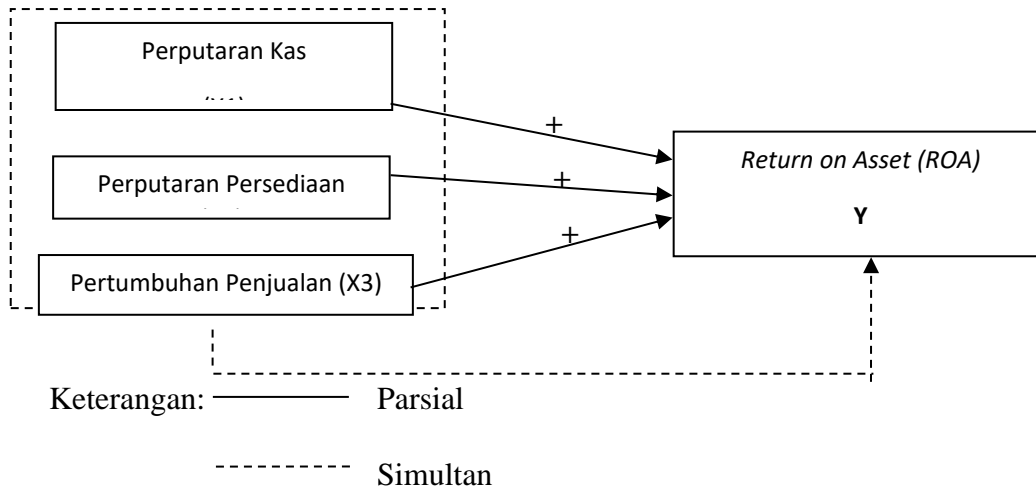 Perputaran Kas
+
Return on Asset (ROA)
Perputaran Persediaan
+
Y
+
Pertumbuhan Penjualan (X3)
Keterangan:
Parsial
Simultan